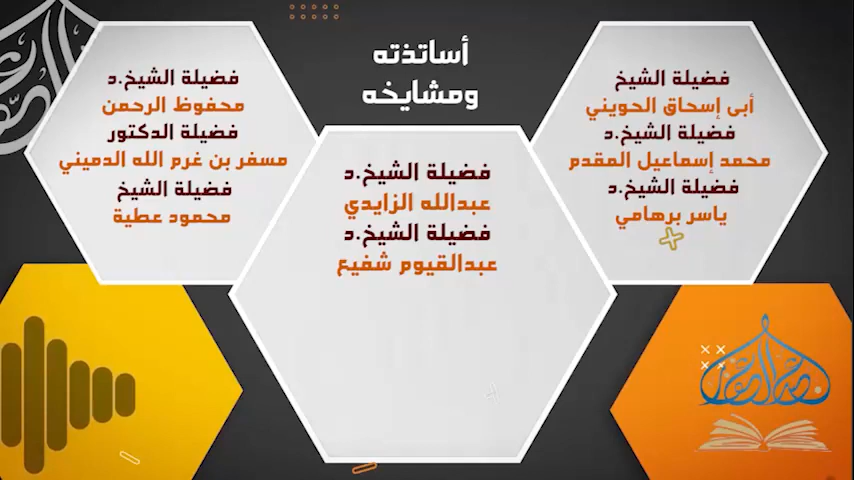 أساتذته
ومشايخه
فضيلة الشيخ
أبى إسحاق الحويني
فضيلة الشيخ.د
محمد إسماعيل المقدم
فضيلة الشيخ.د
ياسر برهامي
فضيلة الشيخ.د
عبدالله الزايدي
فضيلة الشيخ.د
عبدالقيوم شفيع
فضيلة الشيخ.د
محفوظ الرحمن
فضيلة الدكتور
مسفر بن غرم الله الدميني
فضيلة الشيخ
محمود عطية